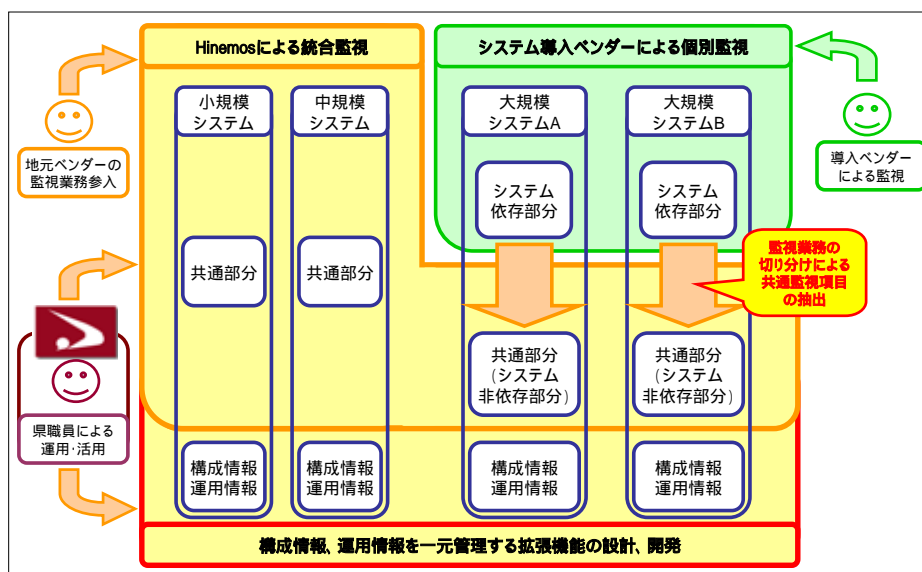 Hinemosによる統合監視
システム導入ベンダーによる個別監視
小規模
システム
中規模
システム
大規模
システムA
大規模
システムB
地元ベンダーの
監視業務参入
導入ベンダー
による監視
システム
依存部分
システム
依存部分
共通部分
共通部分
監視業務の
切り分けによる
共通監視項目
の抽出
共通部分
(システム
非依存部分)
共通部分
(システム
非依存部分)
県職員による
運用・活用
構成情報
運用情報
構成情報
運用情報
構成情報
運用情報
構成情報
運用情報
構成情報、運用情報を一元管理する拡張機能の設計、開発